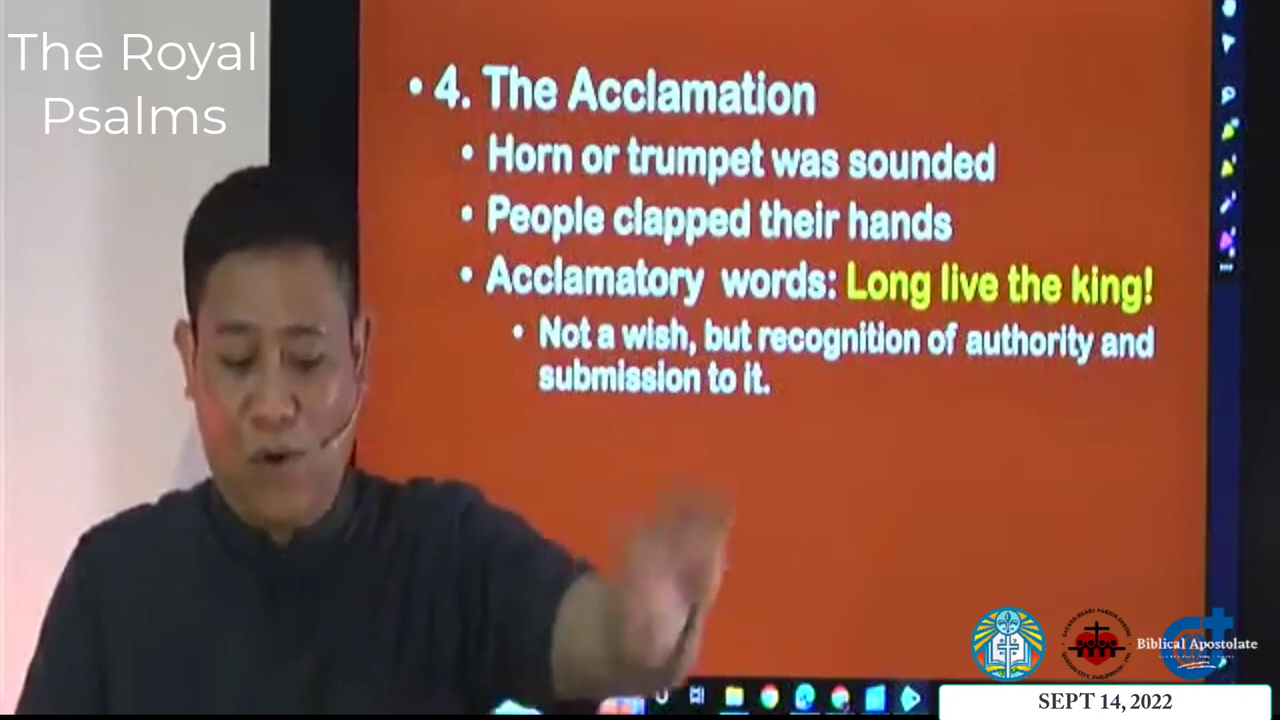 The Royal
Psalms
• 4. The Acclamation
• Horn or trumpet was sounded
• People clapped their hands
• Acclamatory words: Long live the king!
• Not a wish, but recognition of authority and
submission to it.
Biblical Apostolate
SEPT 14, 2022